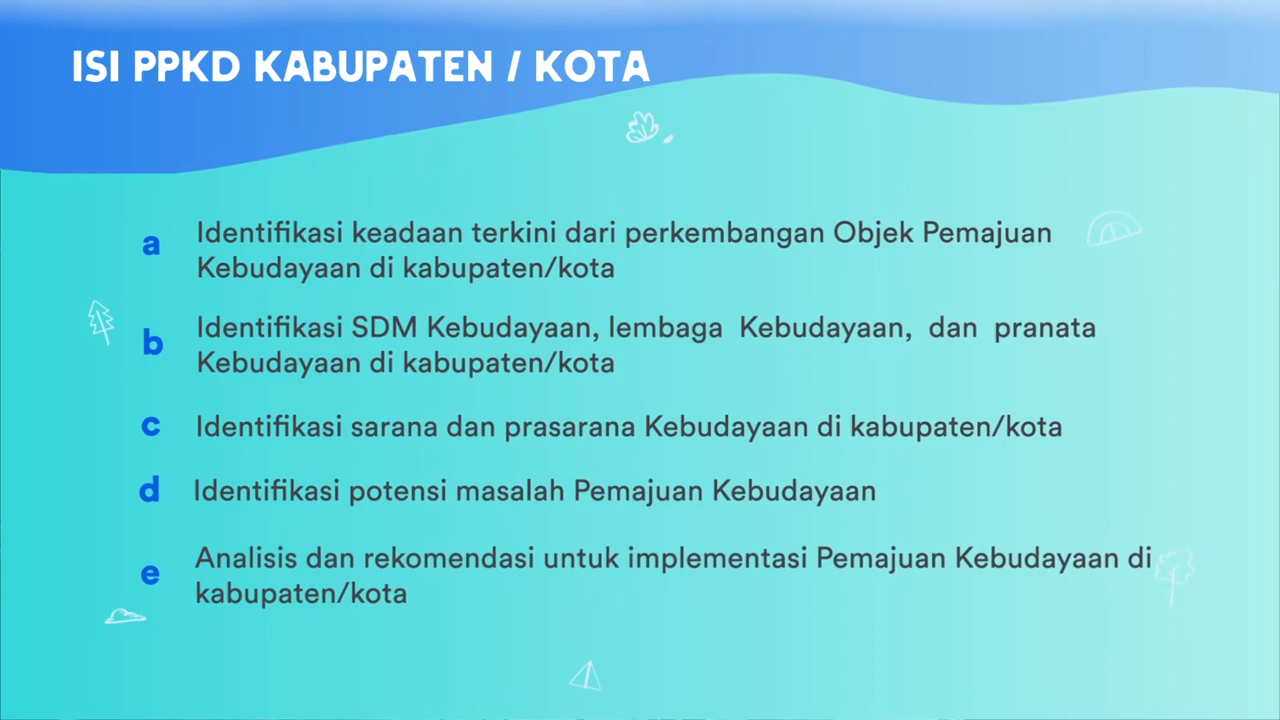 ISI PPKD KABUPATEN / KOTA
a Identifikasi keadaan terkini dari perkembangan Objek Pemajuan
Kebudayaan di kabupaten/kota
b Identifikasi SDM Kebudayaan, lembaga Kebudayaan, dan pranata
Kebudayaan di kabupaten/kota
c Identifikasi sarana dan prasarana Kebudayaan di kabupaten/kota
d Identifikasi potensi masalah Pemajuan Kebudayaan
e Analisis dan rekomendasi untuk implementasi Pemajuan Kebudayaan di
kabupaten/kota